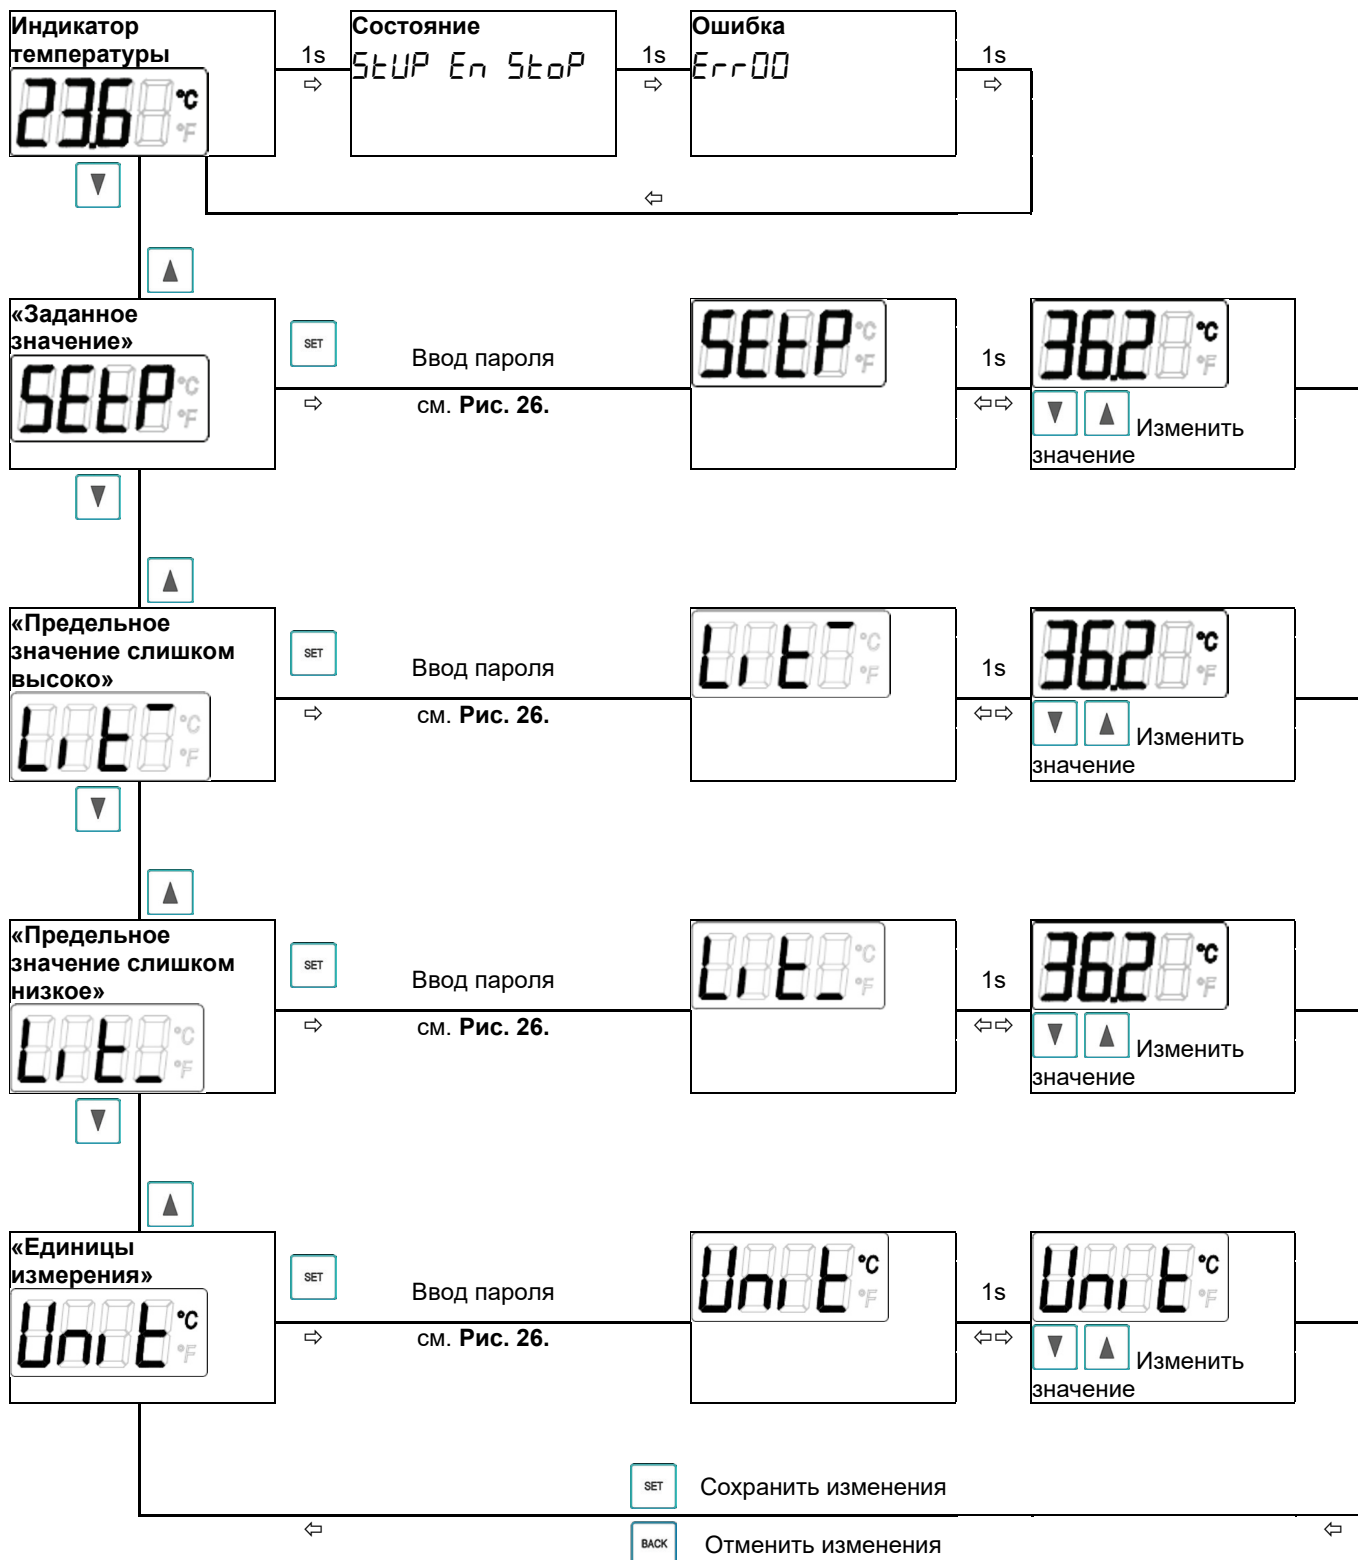 Индикатор
температуры
23.6 °C
°F
1s
⇨
Состояние
StUP En StoP
1s
⇨
Ошибка
Err00
1s
⇨
▼
⇦
▲
«Заданное
значение»
SEtP °C
°F
SET
⇨
Ввод пароля
см. Рис. 26.
SEtP °C
°F
1s
⇦⇨
36.2 °C
°F
▼ ▲ Изменить
значение
▼
▲
«Предельное
значение слишком
высоко»
Lit¯ °C
°F
SET
⇨
Ввод пароля
см. Рис. 26.
Lit¯ °C
°F
1s
⇦⇨
36.2 °C
°F
▼ ▲ Изменить
значение
▼
▲
«Предельное
значение слишком
низкое»
Lit_ °C
°F
SET
⇨
Ввод пароля
см. Рис. 26.
Lit_ °C
°F
1s
⇦⇨
36.2 °C
°F
▼ ▲ Изменить
значение
▼
▲
«Единицы
измерения»
Unit °C
°F
SET
⇨
Ввод пароля
см. Рис. 26.
Unit °C
°F
1s
⇦⇨
Unit °C
°F
▼ ▲ Изменить
значение
SET Сохранить изменения
⇦ ⇦
BACK Отменить изменения